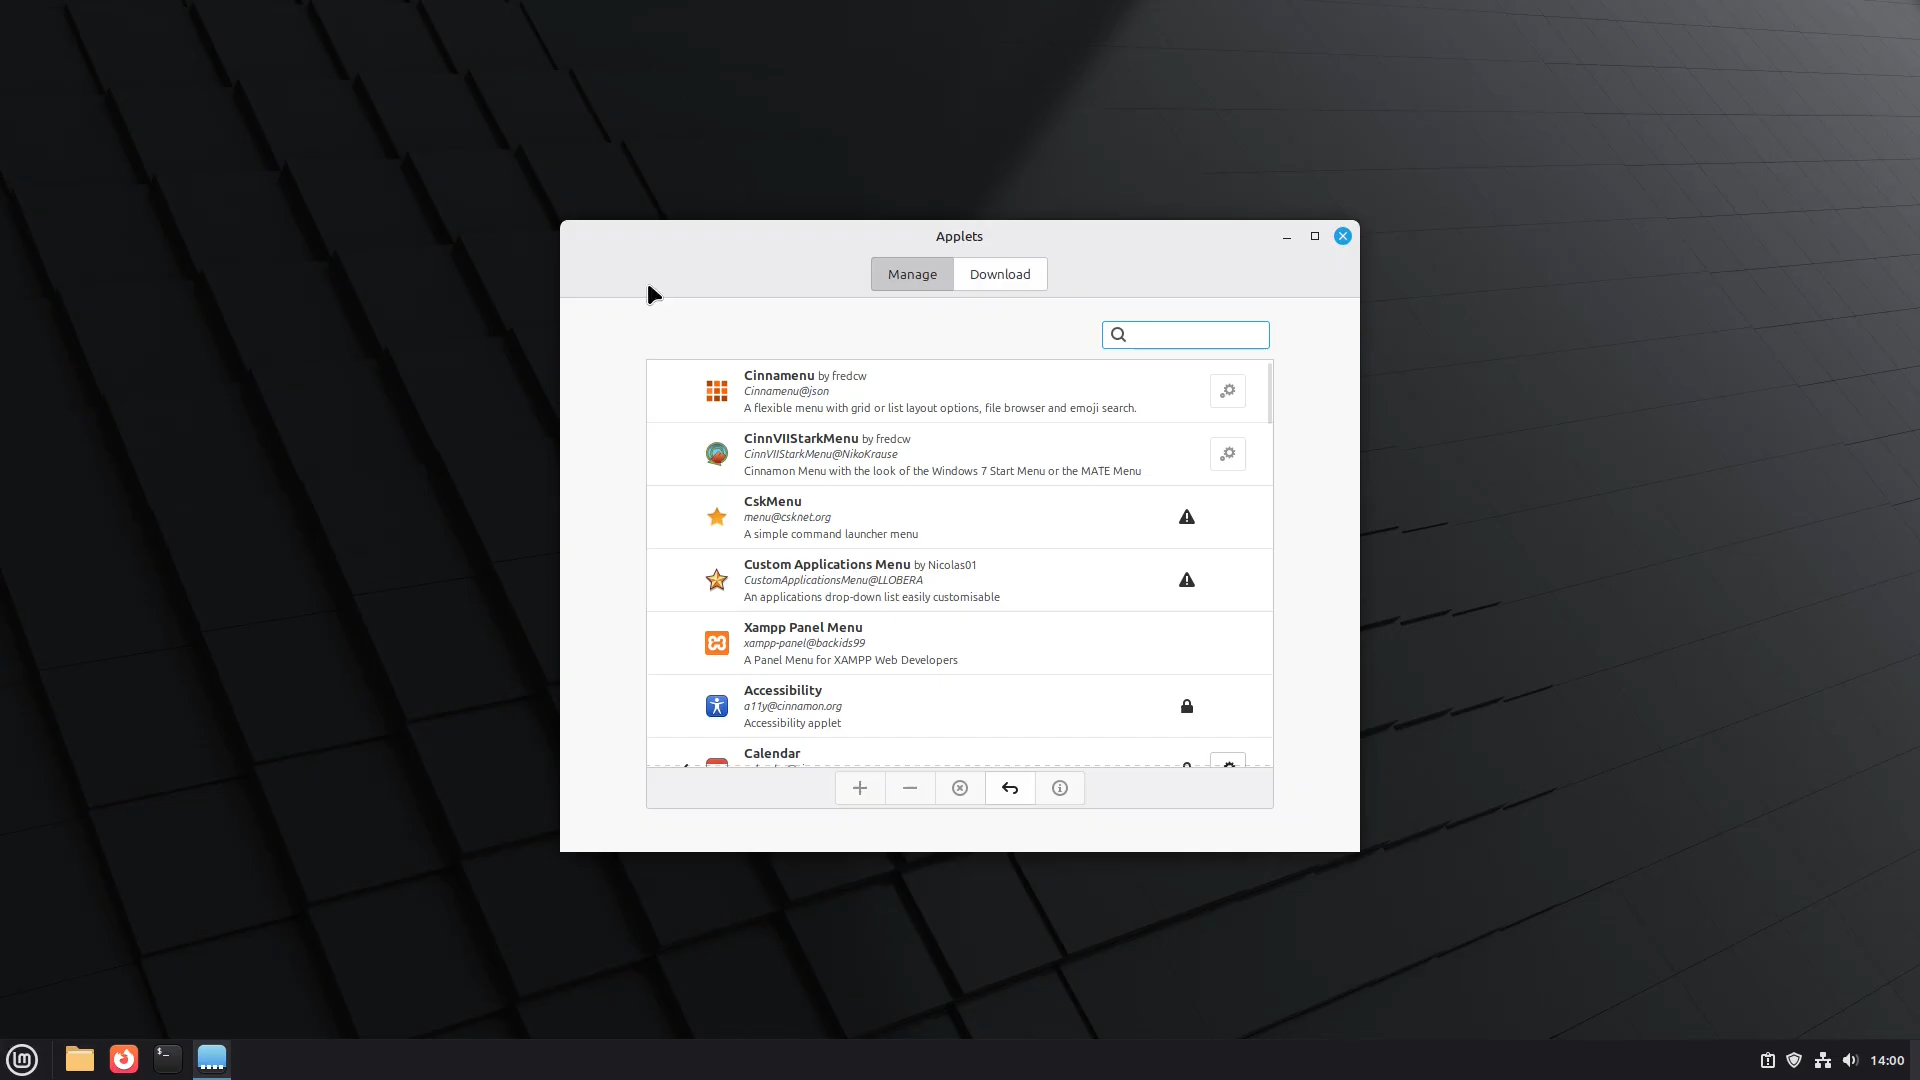 Applets
Manage
Download
Cinnamenu by fredcw
Cinnamenu@json
A flexible menu with grid or list layout options, file browser and emoji search.
CinnVIIStarkMenu by fredcw
CinnVIIStarkMenu@NikoKrause
Cinnamon Menu with the look of the Windows 7 Start Menu or the MATE Menu
CskMenu
menu@csknet.org
A simple command launcher menu
Custom Applications Menu by Nicolas01
CustomApplicationsMenu@LLOBERA
An applications drop-down list easily customisable
Xampp Panel Menu
xampp-panel@backids99
A Panel Menu for XAMPP Web Developers
Accessibility
a11y@cinnamon.org
Accessibility applet
Calendar
14:00